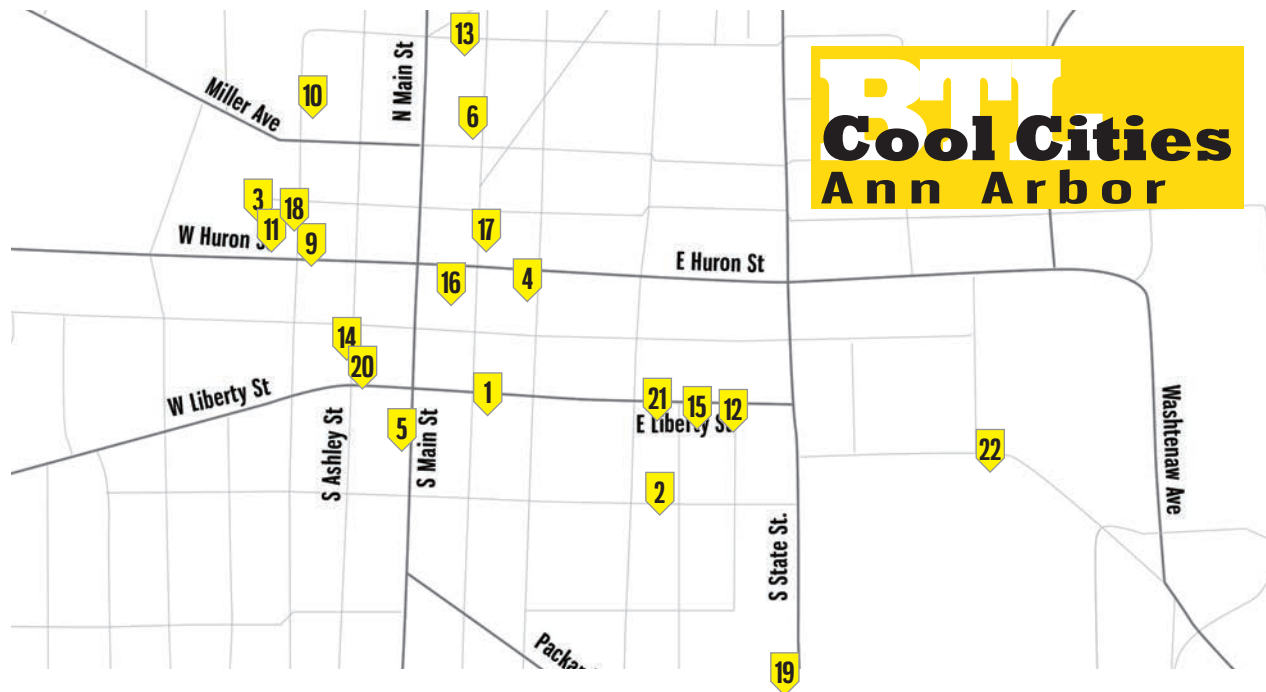 13
N Main St
10
Miller Ave
6
BTL
Cool Cities
Ann Arbor
3
18
11
17
W Huron S
9
16
4
E Huron St
14
20
1
W Liberty St
21
15
12
E Liberty S
5
S Ashley St
S Main St
22
Washtenaw Ave
2
S State St.
Packa
19